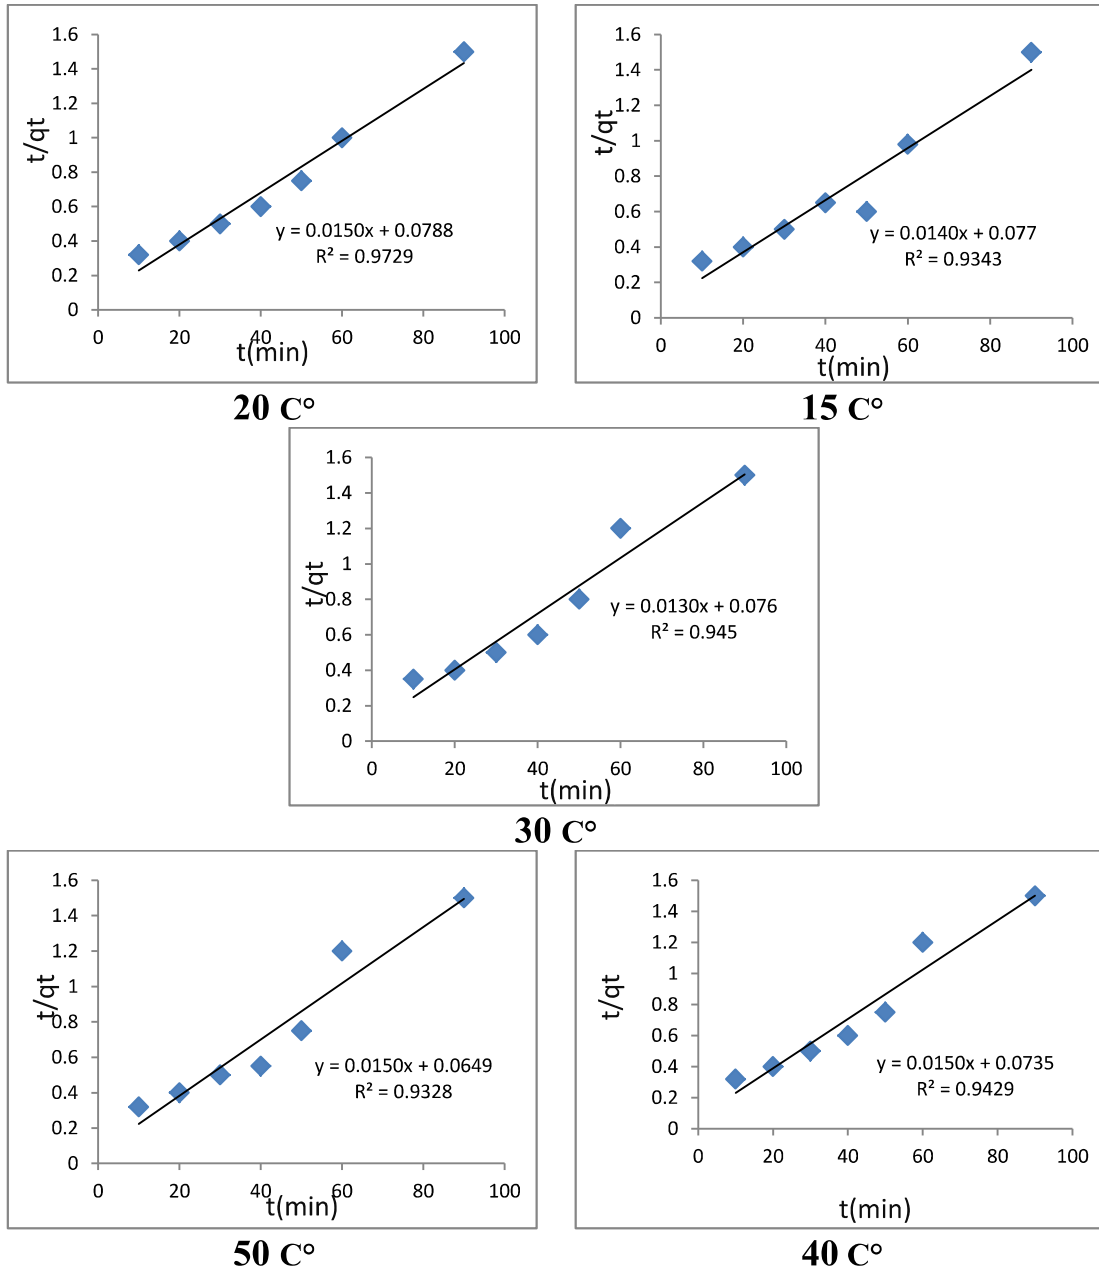 1.6
1.4
1.2
1
0.8
0.6
0.4
0.2
0
t/qt
y = 0.0150x + 0.0788
R² = 0.9729
0 20 40 60 80 100
t(min)
20 C°
1.6
1.4
1.2
1
0.8
0.6
0.4
0.2
0
t/qt
y = 0.0140x + 0.077
R² = 0.9343
0 20 40 60 80 100
t(min)
15 C°
1.6
1.4
1.2
1
0.8
0.6
0.4
0.2
0
t/qt
y = 0.0130x + 0.076
R² = 0.945
0 20 40 60 80 100
t(min)
30 C°
1.6
1.4
1.2
1
0.8
0.6
0.4
0.2
0
t/qt
y = 0.0150x + 0.0649
R² = 0.9328
0 20 40 60 80 100
t(min)
50 C°
1.6
1.4
1.2
1
0.8
0.6
0.4
0.2
0
t/qt
y = 0.0150x + 0.0735
R² = 0.9429
0 20 40 60 80 100
t(min)
40 C°